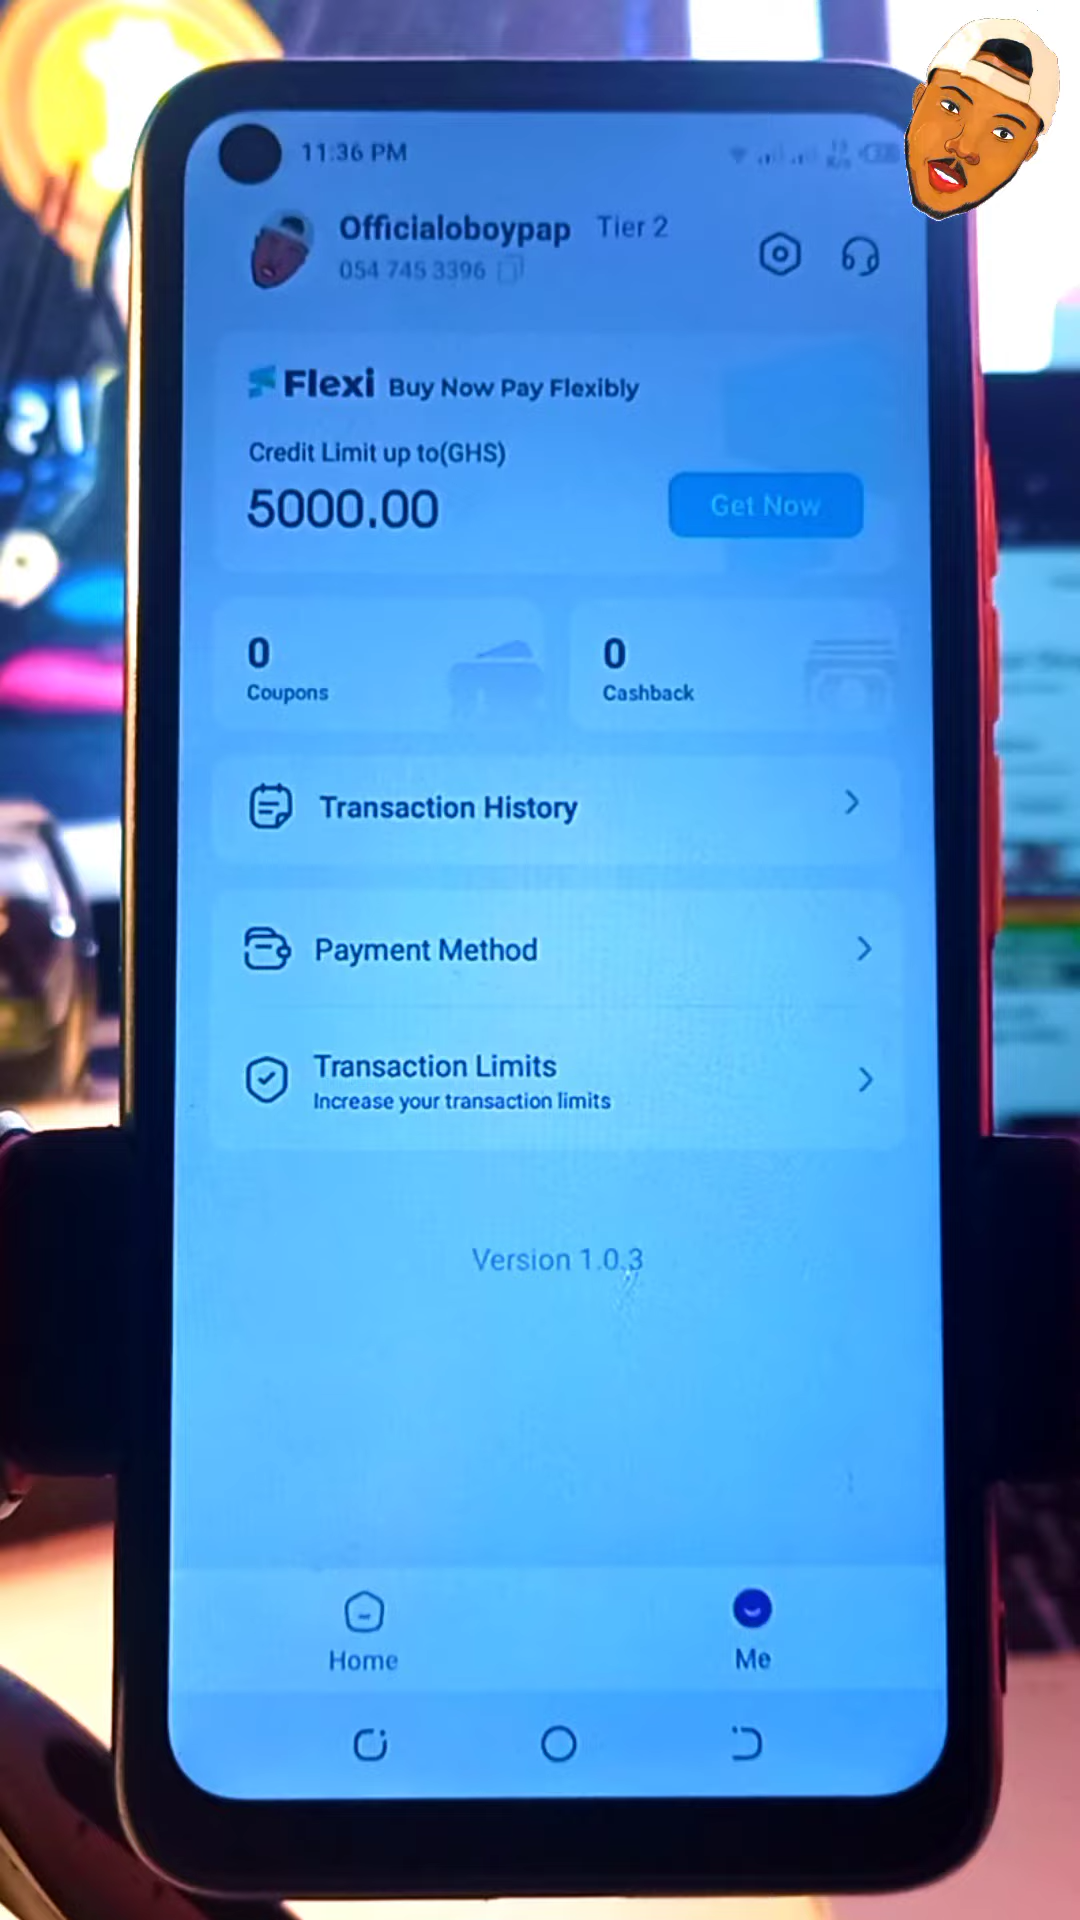 11:36 PM
Officialoboypap Tier 2
054 745 3396
Flexi Buy Now Pay Flexibly
Credit Limit up to(GHS)
5000.00
Get Now
0
Coupons
0
Cashback
Transaction History
Payment Method
Transaction Limits
Increase your transaction limits
Version 1.0.3
Home
Me